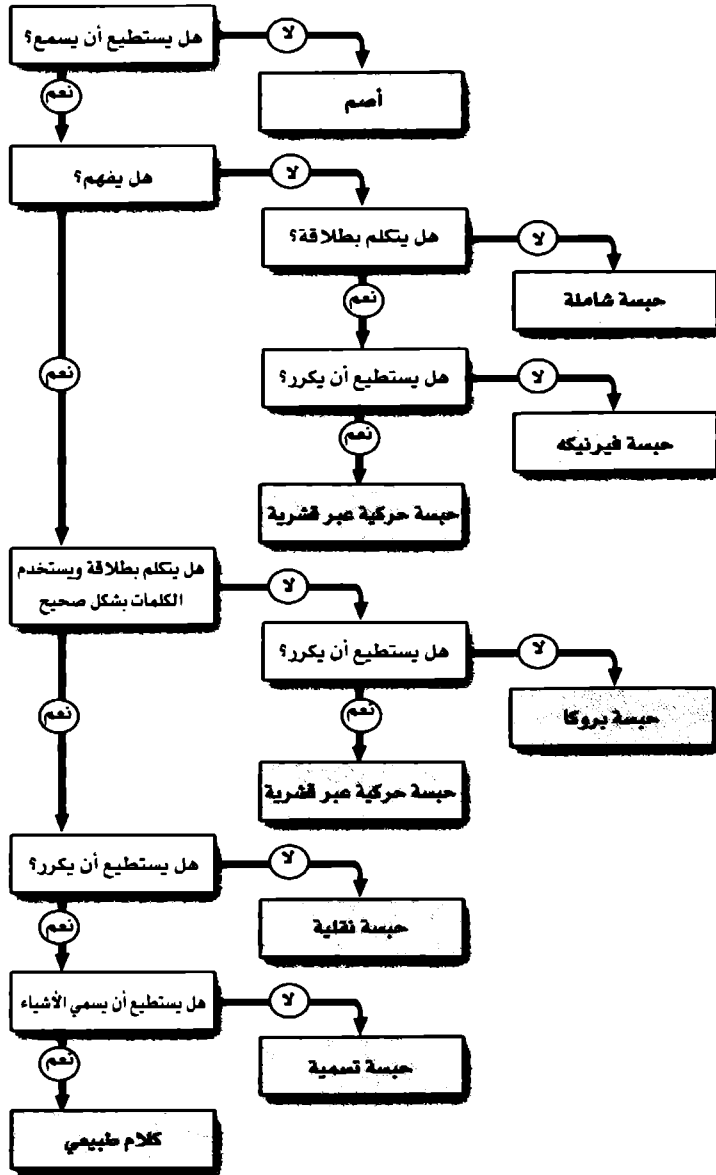 هل يستطيع أن يسمع؟
لا
نعم
أصم
هل يفهم؟
لا
هل يتكلم بطلاقة؟
لا
نعم
حبسة شاملة
نعم
هل يستطيع أن يكرر؟
لا
نعم
حبسة فيرنيكه
حبسة حركية عبر قشرية
هل يتكلم بطلاقة ويستخدم
الكلمات بشكل صحيح
لا
هل يستطيع أن يكرر؟
لا
نعم
نعم
حبسة بروكا
حبسة حركية عبر قشرية
هل يستطيع أن يكرر؟
لا
نعم
حبسة نقلية
هل يستطيع أن يسمي الأشياء
لا
نعم
حبسة تسمية
كلام طبيعي